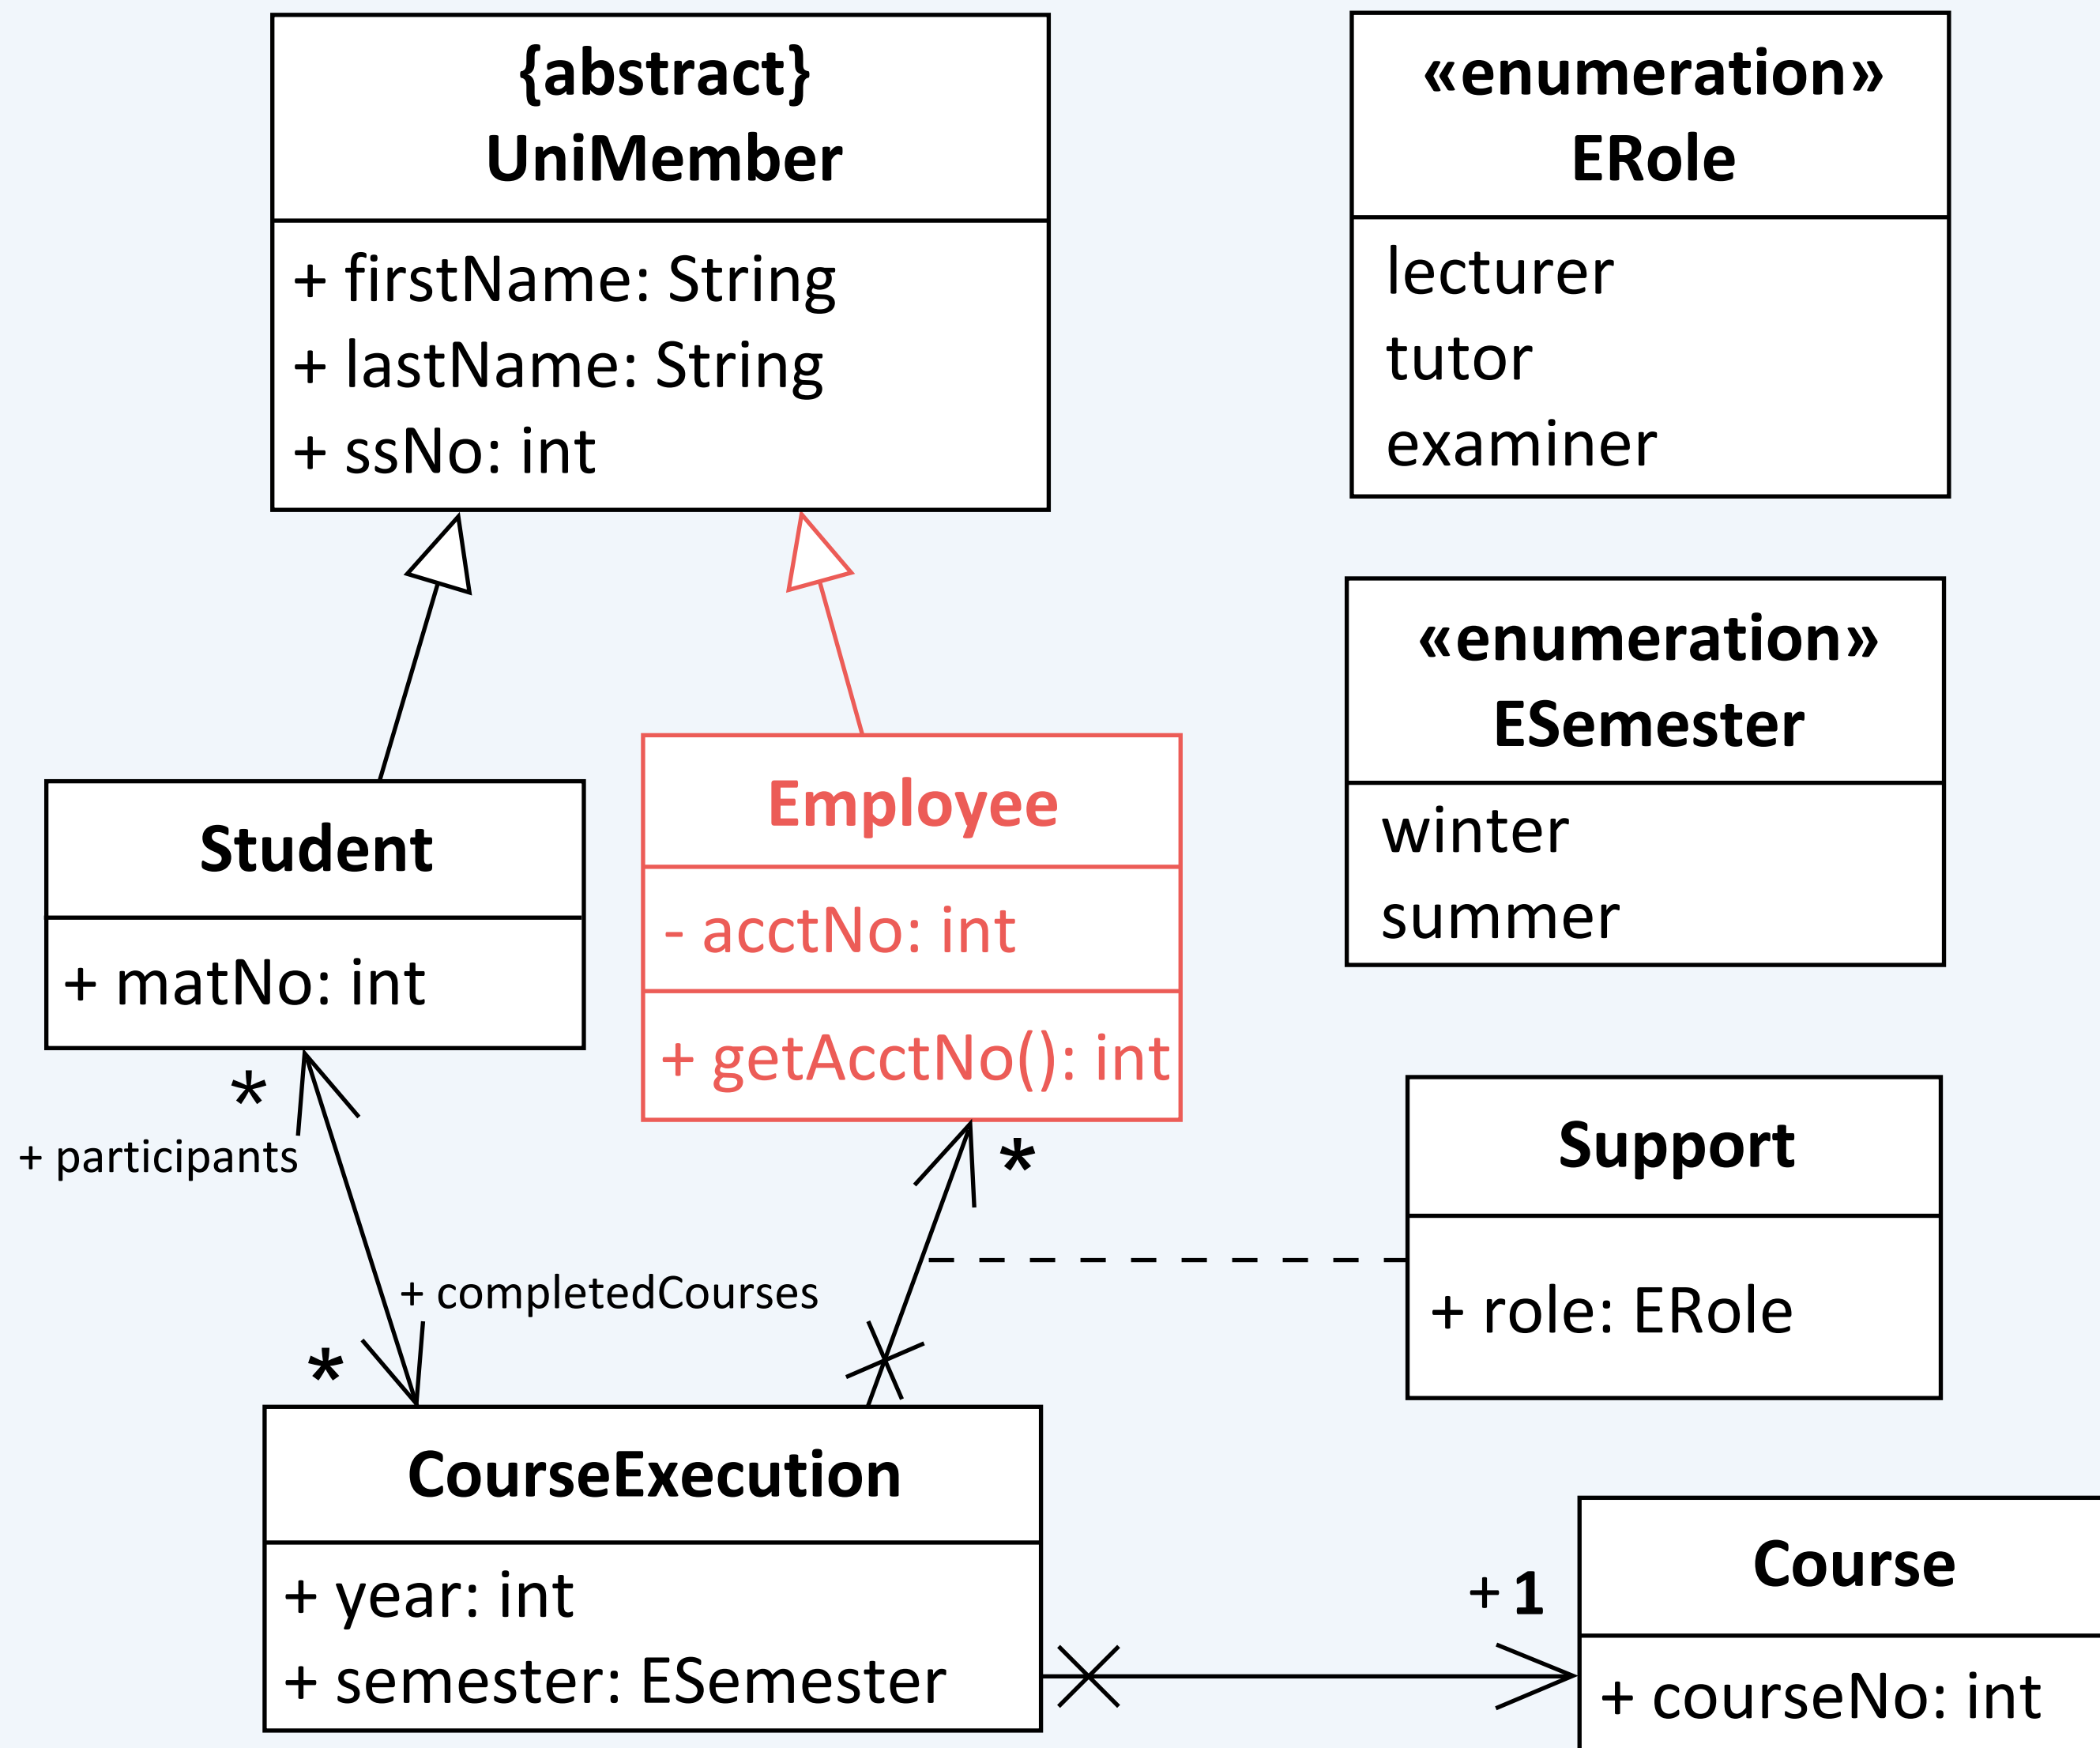 {abstract}
UniMember
+ firstName: String
+ lastName: String
+ ssNo: int
«enumeration»
ERole
lecturer
tutor
examiner
«enumeration»
ESemester
winter
summer
Student
+ matNo: int
Employee
- acctNo: int
+ getAcctNo(): int
*
+ participants
*
Support
+ role: ERole
+ completedCourses
*
CourseExecution
+ year: int
+ semester: ESemester
+ 1
Course
+ courseNo: int